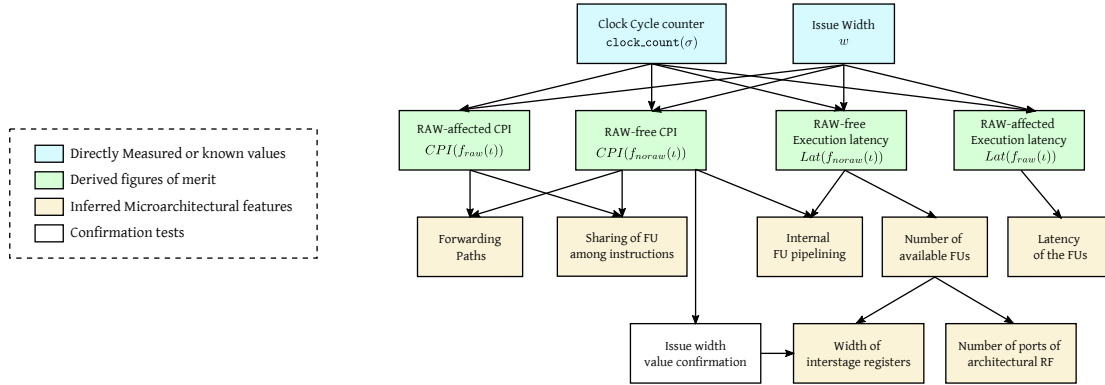 Clock Cycle counter
clock_count(σ)
Issue Width
w
RAW-affected CPI
CPI(f_raw(ι))
RAW-free CPI
CPI(f_noraw(ι))
RAW-free
Execution latency
Lat(f_noraw(ι))
RAW-affected
Execution latency
Lat(f_raw(ι))
Directly Measured or known values
Derived figures of merit
Inferred Microarchitectural features
Confirmation tests
Forwarding
Paths
Sharing of FU
among instructions
Internal
FU pipelining
Number of
available FUs
Latency
of the FUs
Issue width
value confirmation
Width of
interstage registers
Number of ports of
architectural RF